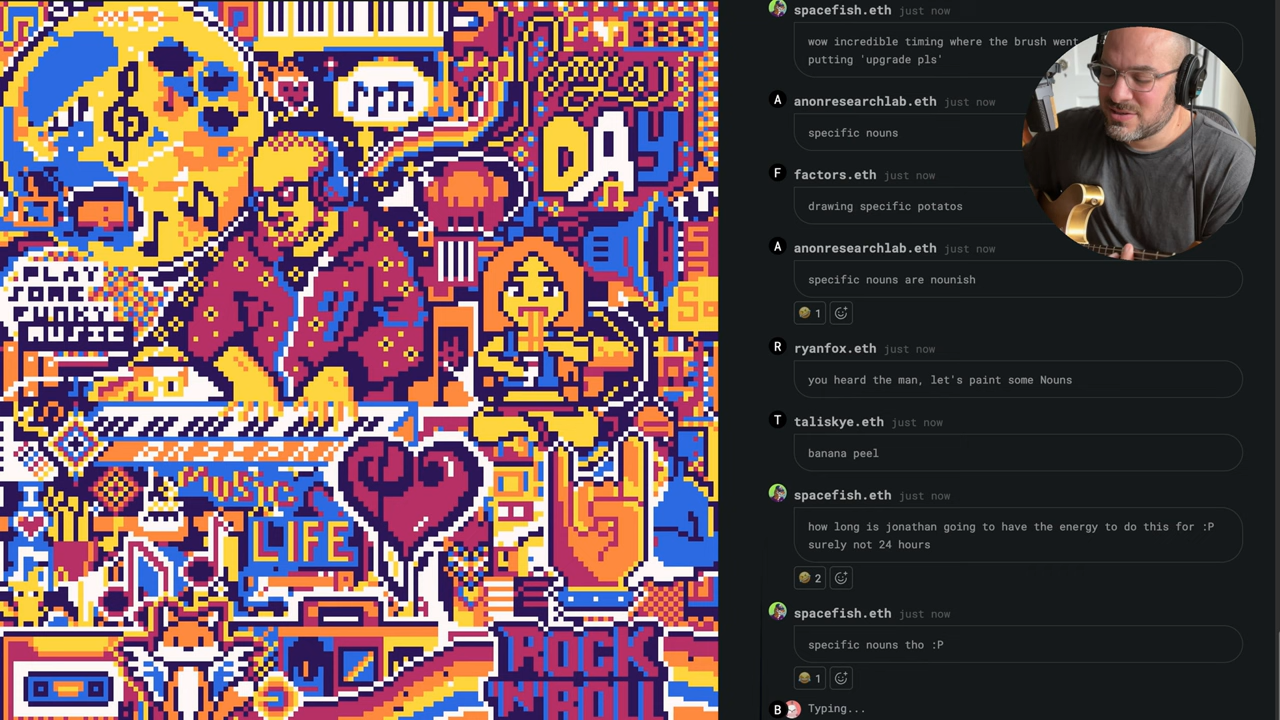 365
DAY
PLAY
SOME
FUNKY
MUSIC
So
MUSIC
LIFE
ROCK
'N'ROLL
spacefish.eth just now
wow incredible timing where the brush went
putting 'upgrade pls'
A anonresearchlab.eth just now
specific nouns
F factors.eth just now
drawing specific potatos
A anonresearchlab.eth just now
specific nouns are nounish
1
R ryanfox.eth just now
you heard the man, let's paint some Nouns
T taliskye.eth just now
banana peel
spacefish.eth just now
how long is jonathan going to have the energy to do this for :P
surely not 24 hours
2
spacefish.eth just now
specific nouns tho :P
1
B Typing...